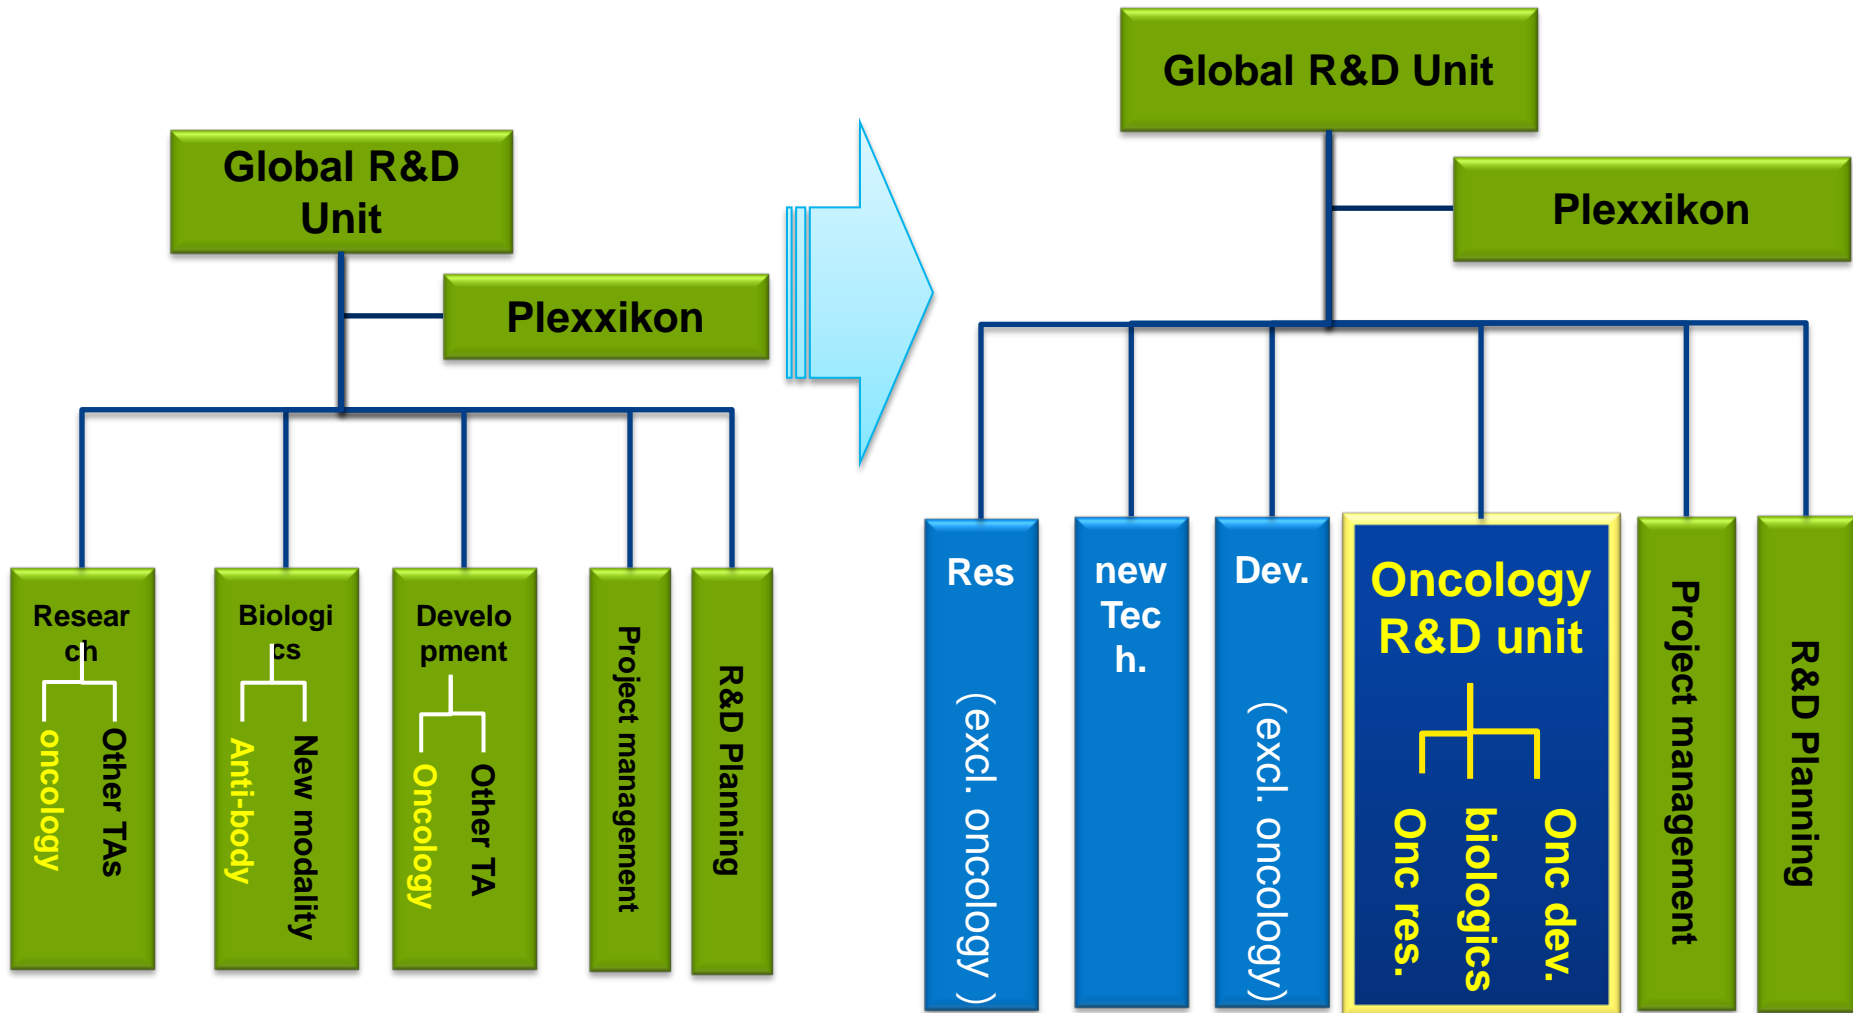 Global R&D
Unit
Plexxikon
Resear
ch
oncology
Other TAs
Biologi
cs
Anti-body
New modality
Develo
pment
Oncology
Other TA
Project management
R&D Planning
Global R&D Unit
Plexxikon
Res
(excl. oncology )
new
Tec
h.
Dev.
(excl. oncology)
Oncology
R&D unit
Onc res.
biologics
Onc dev.
Project management
R&D Planning